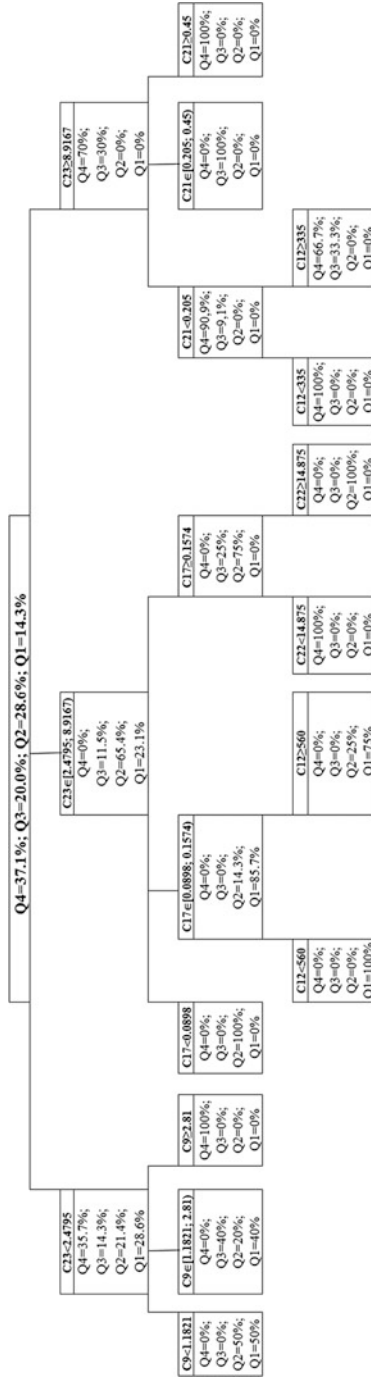 Q4=37.1%; Q3=20.0%; Q2=28.6%; Q1=14.3%
C23<2.4795
Q4=35.7%;
Q3=14.3%;
Q2=21.4%;
Q1=28.6%
C23∈[2.4795; 8.9167)
Q4=0%;
Q3=11.5%;
Q2=65.4%;
Q1=23.1%
C23≥8.9167
Q4=70%;
Q3=30%;
Q2=0%;
Q1=0%
C9<1.1821
Q4=0%;
Q3=0%;
Q2=50%;
Q1=50%
C9∈[1.1821; 2.81)
Q4=0%;
Q3=40%;
Q2=20%;
Q1=40%
C9≥2.81
Q4=100%;
Q3=0%;
Q2=0%;
Q1=0%
C17<0.0898
Q4=0%;
Q3=0%;
Q2=100%;
Q1=0%
C17∈[0.0898; 0.1574)
Q4=0%;
Q3=0%;
Q2=14.3%;
Q1=85.7%
C17≥0.1574
Q4=0%;
Q3=25%;
Q2=75%;
Q1=0%
C21<0.205
Q4=90,9%;
Q3=9,1%;
Q2=0%;
Q1=0%
C21∈[0.205; 0.45)
Q4=0%;
Q3=100%;
Q2=0%;
Q1=0%
C21≥0.45
Q4=100%;
Q3=0%;
Q2=0%;
Q1=0%
C12<560
Q4=0%;
Q3=0%;
Q2=0%;
Q1=100%
C12≥560
Q4=0%;
Q3=0%;
Q2=25%;
Q1=75%
C22<14.875
Q4=100%;
Q3=0%;
Q2=0%;
Q1=0%
C22≥14.875
Q4=0%;
Q3=0%;
Q2=100%;
Q1=0%
C12<335
Q4=100%;
Q3=0%;
Q2=0%;
Q1=0%
C12≥335
Q4=66.7%;
Q3=33.3%;
Q2=0%;
Q1=0%